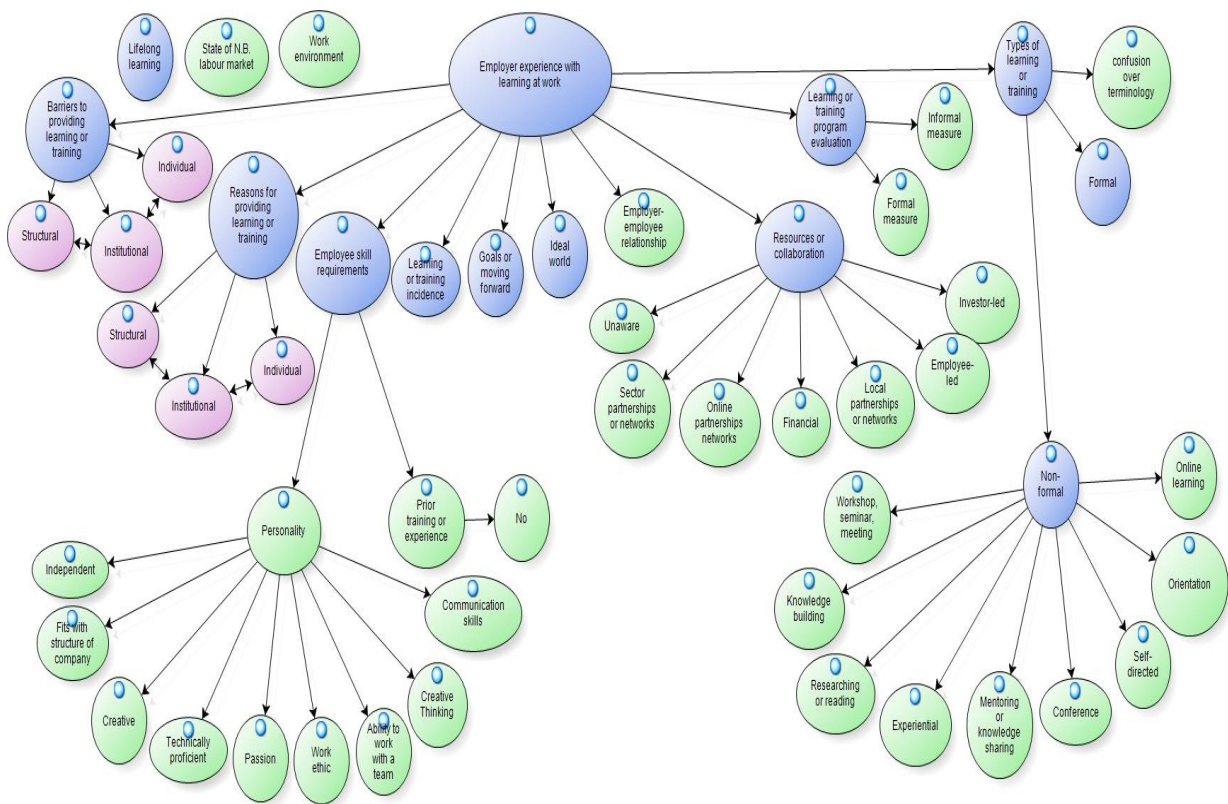 Lifelong
learning
State of N.B.
labour market
Work
environment
Employer experience with
learning at work
Types of
learning or
training
confusion
over
terminology
Formal
Barriers to
providing
learning or
training
Individual
Structural
Institutional
Reasons for
providing
learning or
training
Structural
Institutional
Individual
Employee skill
requirements
Learning
or training
incidence
Goals or
moving
forward
Ideal
world
Employer-
employee
relationship
Learning or
training
program
evaluation
Informal
measure
Formal
measure
Resources or
collaboration
Unaware
Sector
partnerships
or networks
Online
partnerships
networks
Financial
Local
partnerships
or networks
Employee-
led
Investor-led
Personality
Prior
training or
experience
No
Independent
Fits with
structure of
company
Creative
Technically
proficient
Passion
Work
ethic
Ability to
work with
a team
Creative
Thinking
Communication
skills
Non-
formal
Online
learning
Workshop,
seminar,
meeting
Knowledge
building
Researching
or reading
Experiential
Mentoring
or
knowledge
sharing
Conference
Self-
directed
Orientation